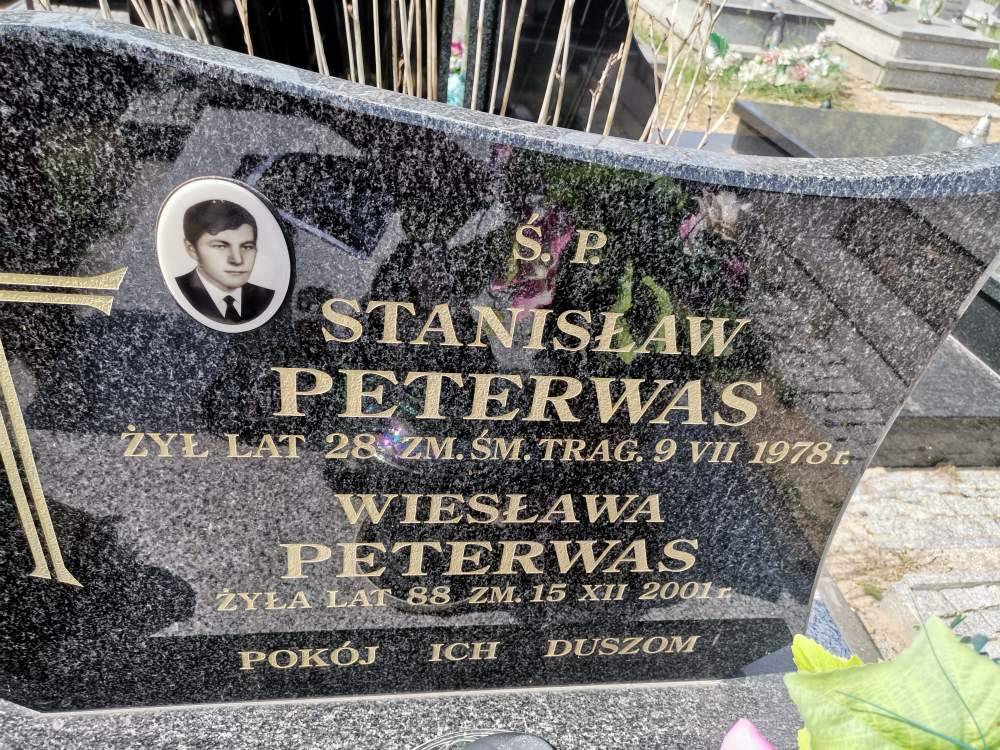 Ś. P.
STANISŁAW
PETERWAS
ŻYŁ LAT 28 ZM. ŚM. TRAG. 9 VII 1978 r.
WIESŁAWA
PETERWAS
ŻYŁA LAT 88 ZM. 15 XII 2001 r.
POKÓJ ICH DUSZOM